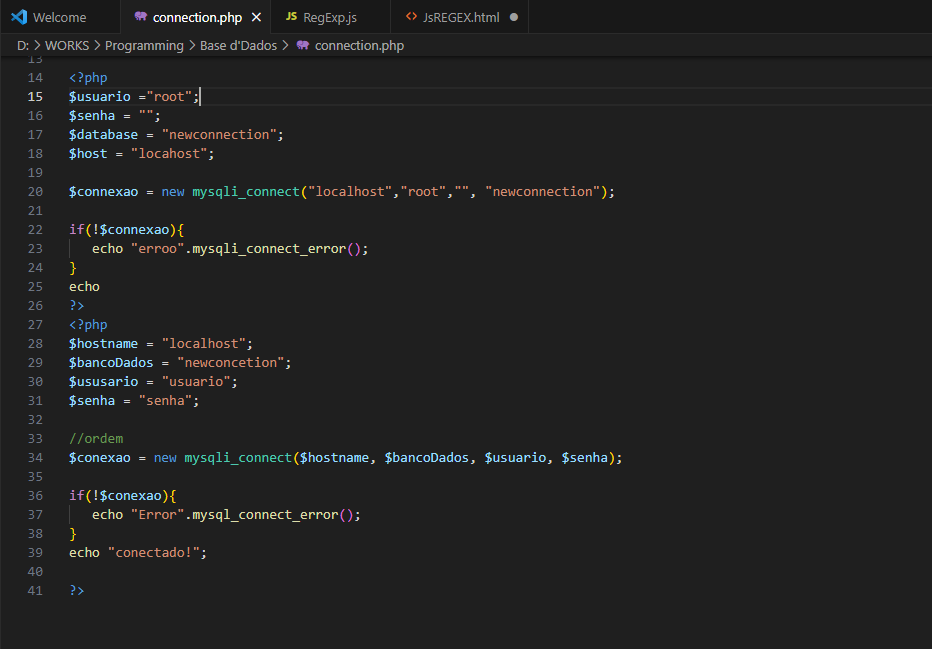 Welcome
connection.php
JS RegExp.js
<> JsREGEX.html
D: > WORKS > Programming > Base d'Dados > connection.php
13
14 <?php
15 $usuario ="root";
16 $senha = "";
17 $database = "newconnection";
18 $host = "locahost";
19
20 $connexao = new mysqli_connect("localhost","root","", "newconnection");
21
22 if(!$connexao){
23 echo "erroo".mysqli_connect_error();
24 }
25 echo
26 ?>
27 <?php
28 $hostname = "localhost";
29 $bancoDados = "newconcetion";
30 $ususario = "usuario";
31 $senha = "senha";
32
33 //ordem
34 $conexao = new mysqli_connect($hostname, $bancoDados, $usuario, $senha);
35
36 if(!$conexao){
37 echo "Error".mysql_connect_error();
38 }
39 echo "conectado!";
40
41 ?>